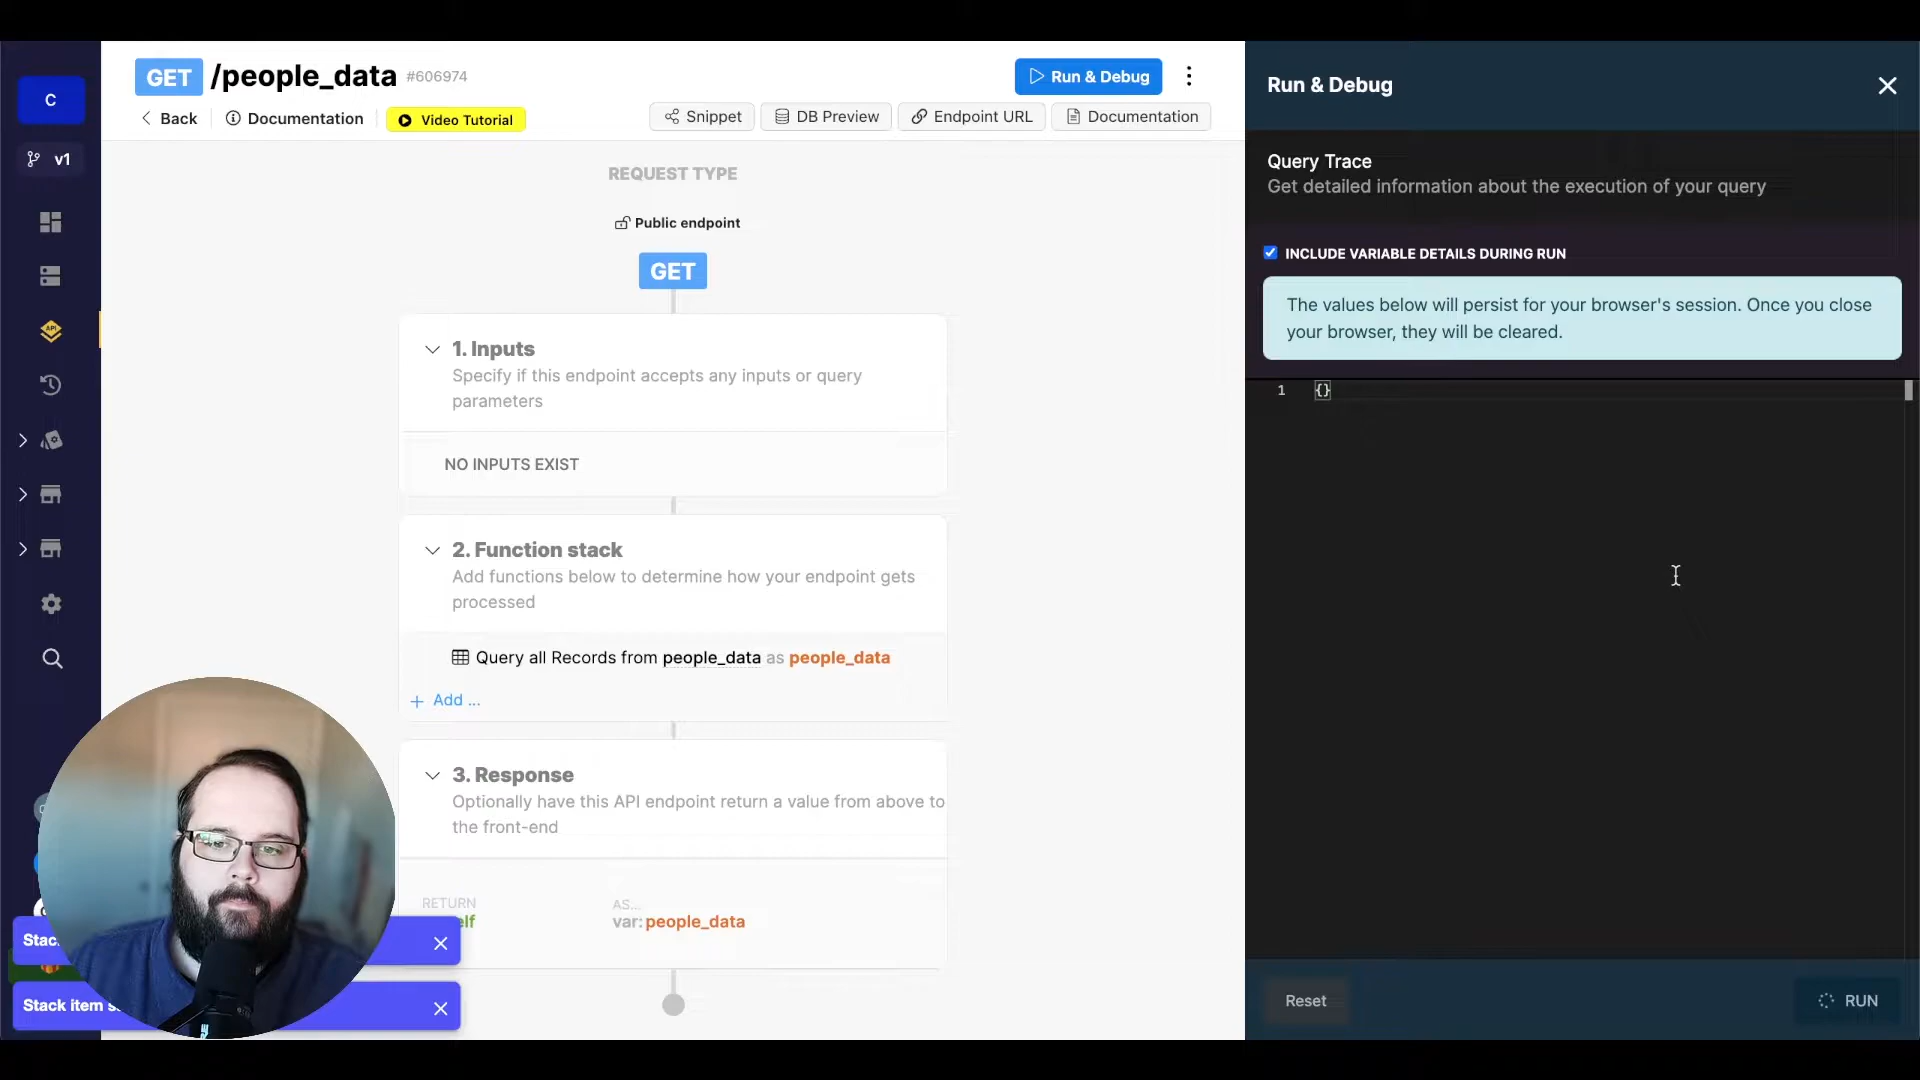 C
v1
API
GET /people_data #606974
Run & Debug
Back
Documentation
Video Tutorial
Snippet
DB Preview
Endpoint URL
Documentation
REQUEST TYPE
Public endpoint
GET
1. Inputs
Specify if this endpoint accepts any inputs or query
parameters
NO INPUTS EXIST
2. Function stack
Add functions below to determine how your endpoint gets
processed
Query all Records from people_data as people_data
+ Add ...
3. Response
Optionally have this API endpoint return a value from above to
the front-end
RETURN
AS...
var: people_data
Stack item
Run & Debug
Query Trace
Get detailed information about the execution of your query
INCLUDE VARIABLE DETAILS DURING RUN
The values below will persist for your browser's session. Once you close
your browser, they will be cleared.
1 {}
Reset
RUN